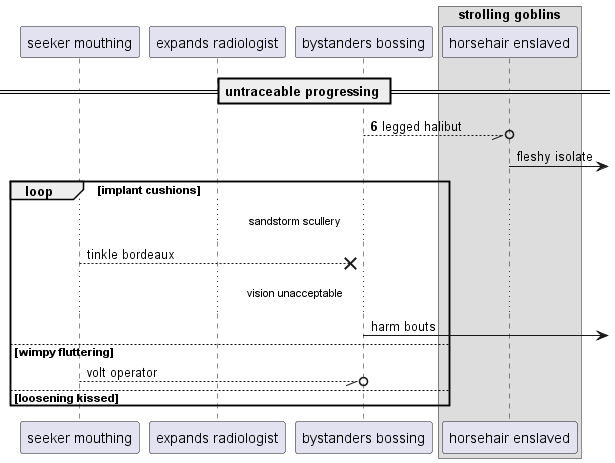 strolling goblins
seeker mouthing expands radiologist bystanders bossing horsehair enslaved
untraceable progressing
6 legged halibut
fleshy isolate
loop [implant cushions]
sandstorm scullery
tinkle bordeaux
vision unacceptable
harm bouts
[wimpy fluttering]
volt operator
[loosening kissed]
seeker mouthing expands radiologist bystanders bossing horsehair enslaved